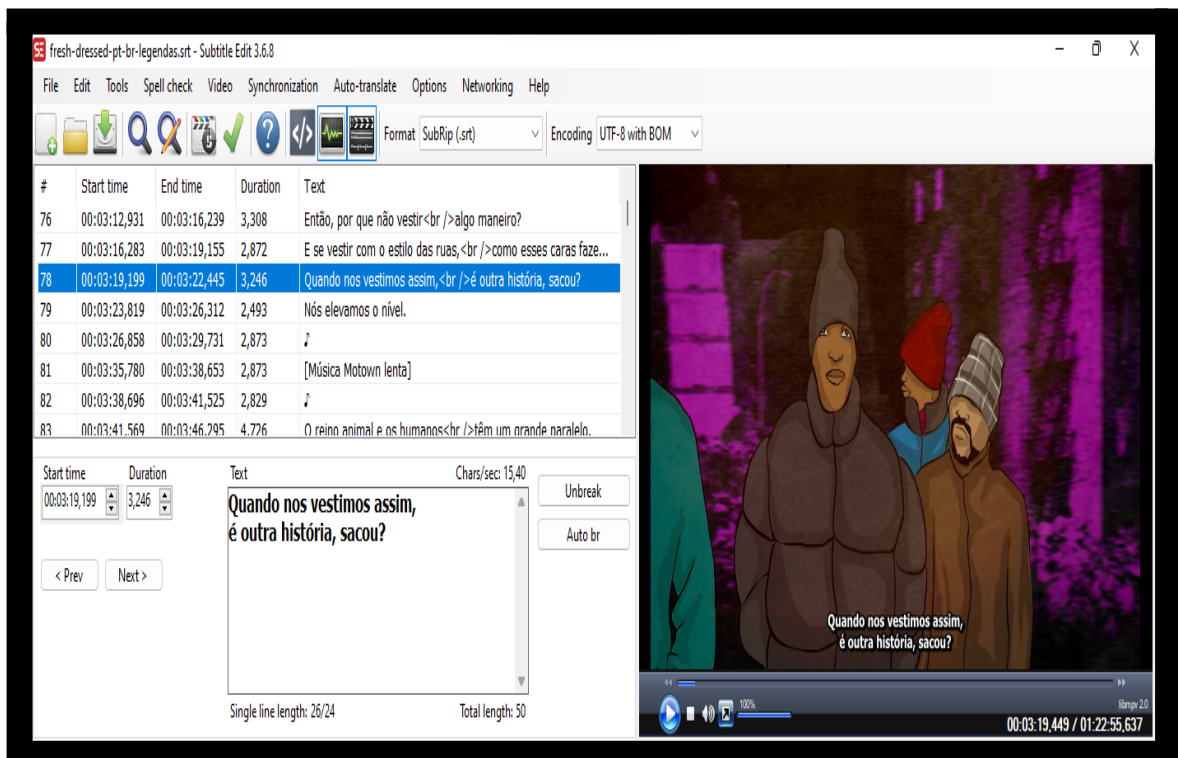 fresh-dressed-pt-br-legendas.srt - Subtitle Edit 3.6.8
File Edit Tools Spell check Video Synchronization Auto-translate Options Networking Help
Format SubRip (.srt) Encoding UTF-8 with BOM
# Start time End time Duration Text
76 00:03:12,931 00:03:16,239 3,308 Então, por que não vestir<br />algo maneiro?
77 00:03:16,283 00:03:19,155 2,872 E se vestir com o estilo das ruas,<br />como esses caras faze...
78 00:03:19,199 00:03:22,445 3,246 Quando nos vestimos assim,<br />é outra história, sacou?
79 00:03:23,819 00:03:26,312 2,493 Nós elevamos o nível.
80 00:03:26,858 00:03:29,731 2,873 ♪
81 00:03:35,780 00:03:38,653 2,873 [Música Motown lenta]
82 00:03:38,696 00:03:41,525 2,829 ♪
83 00:03:41,569 00:03:46,295 4,726 O reino animal e os humanos<br />têm um grande paralelo.
Start time Duration Text Chars/sec: 15,40
00:03:19,199 3,246
Quando nos vestimos assim,
é outra história, sacou?
Unbreak
Auto br
< Prev Next >
Single line length: 26/24 Total length: 50
Quando nos vestimos assim,
é outra história, sacou?
100%
libmpv 2.0
00:03:19,449 / 01:22:55,637